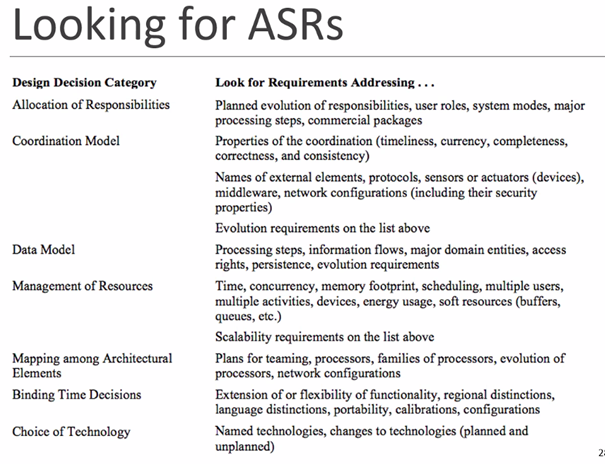 Looking for ASRs
Design Decision Category Look for Requirements Addressing . . .
Allocation of Responsibilities Planned evolution of responsibilities, user roles, system modes, major
processing steps, commercial packages
Coordination Model Properties of the coordination (timeliness, currency, completeness,
correctness, and consistency)
Names of external elements, protocols, sensors or actuators (devices),
middleware, network configurations (including their security
properties)
Evolution requirements on the list above
Data Model Processing steps, information flows, major domain entities, access
rights, persistence, evolution requirements
Management of Resources Time, concurrency, memory footprint, scheduling, multiple users,
multiple activities, devices, energy usage, soft resources (buffers,
queues, etc.)
Scalability requirements on the list above
Mapping among Architectural Plans for teaming, processors, families of processors, evolution of
Elements processors, network configurations
Binding Time Decisions Extension of or flexibility of functionality, regional distinctions,
language distinctions, portability, calibrations, configurations
Choice of Technology Named technologies, changes to technologies (planned and
unplanned)